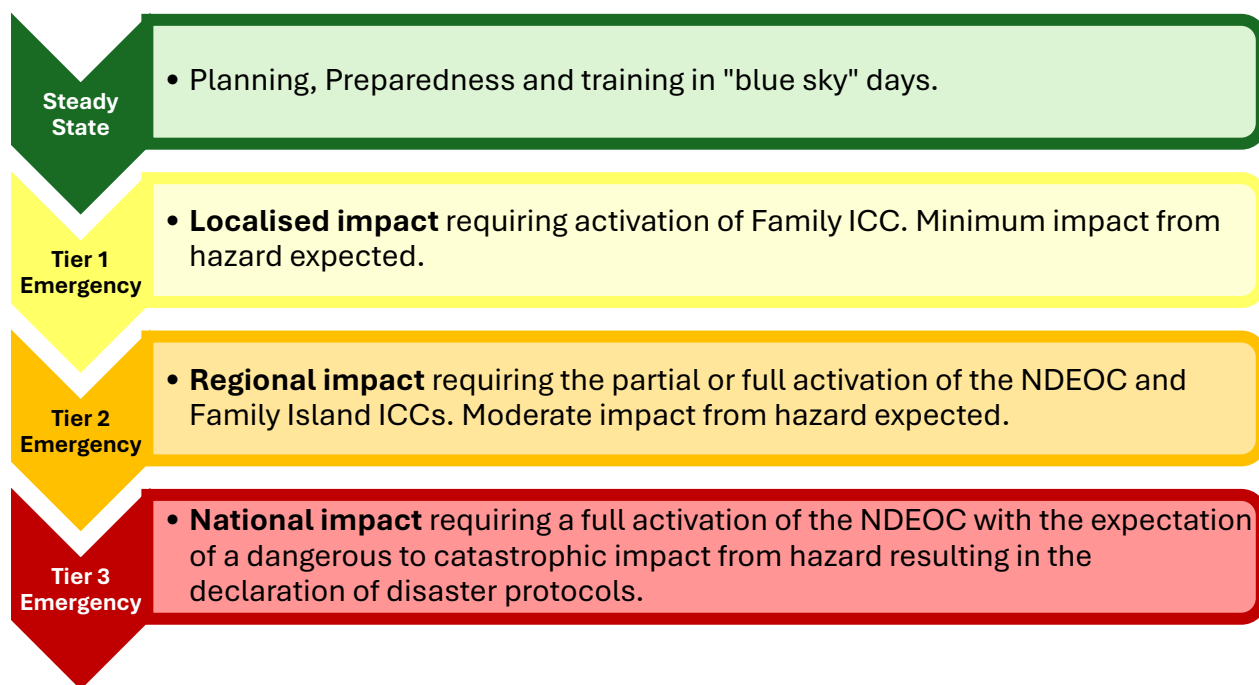 Steady
State
• Planning, Preparedness and training in "blue sky" days.
Tier 1
Emergency
• Localised impact requiring activation of Family ICC. Minimum impact from
hazard expected.
Tier 2
Emergency
• Regional impact requiring the partial or full activation of the NDEOC and
Family Island ICCs. Moderate impact from hazard expected.
Tier 3
Emergency
• National impact requiring a full activation of the NDEOC with the expectation
of a dangerous to catastrophic impact from hazard resulting in the
declaration of disaster protocols.